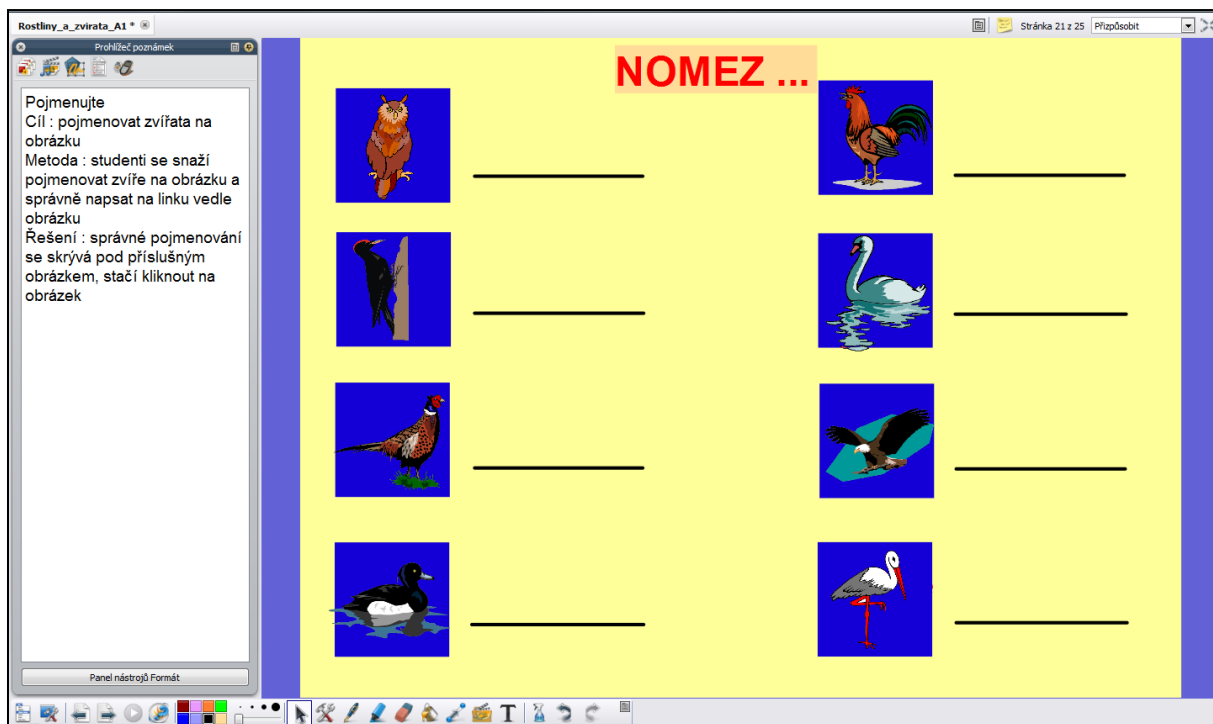 Rostliny_a_zvirata_A1 *
Stránka 21 z 25
Přizpůsobit
Prohlížeč poznámek
Pojmenujte
Cíl : pojmenovat zvířata na
obrázku
Metoda : studenti se snaží
pojmenovat zvíře na obrázku a
správně napsat na linku vedle
obrázku
Řešení : správné pojmenování
se skrývá pod příslušným
obrázkem, stačí kliknout na
obrázek
Panel nástrojů Formát
NOMEZ ...
T